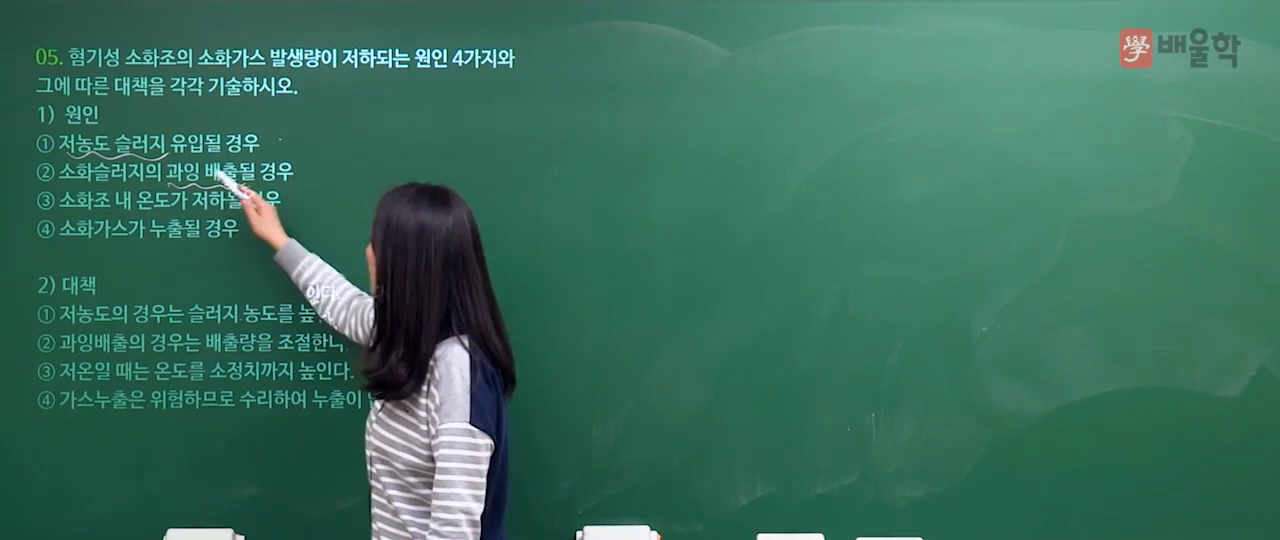 學 배울학
05. 혐기성 소화조의 소화가스 발생량이 저하되는 원인 4가지와
그에 따른 대책을 각각 기술하시오.
1) 원인
① 저농도 슬러지 유입될 경우
② 소화슬러지의 과잉 배출될 경우
③ 소화조 내 온도가 저하될 경우
④ 소화가스가 누출될 경우
2) 대책
① 저농도의 경우는 슬러지 농도를 높인다.
② 과잉배출의 경우는 배출량을 조절한다.
③ 저온일 때는 온도를 소정치까지 높인다.
④ 가스누출은 위험하므로 수리하여 누출이